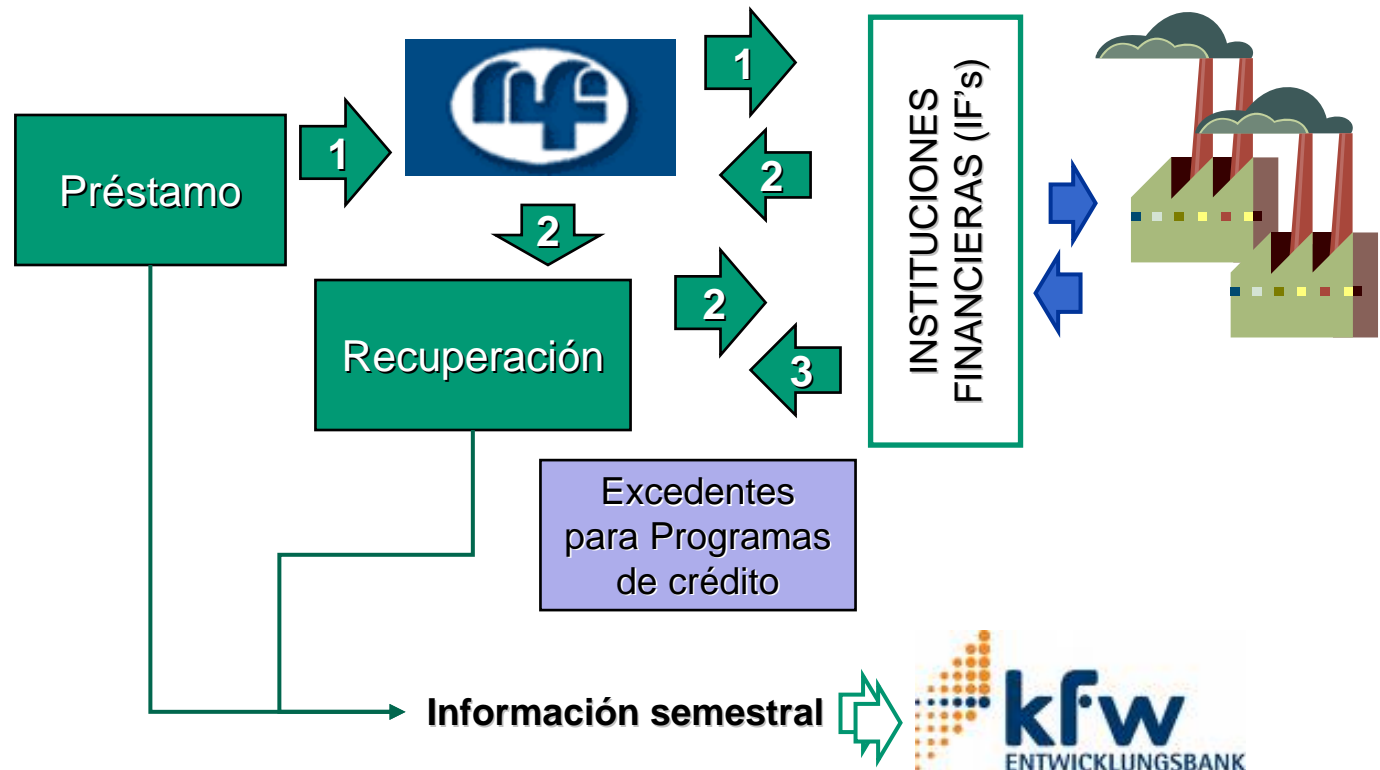 Préstamo
1
nafi
1
2
2
Recuperación
2
3
INSTITUCIONES
FINANCIERAS (IF's)
Excedentes
para Programas
de crédito
Información semestral
kfw
ENTWICKLUNGSBANK